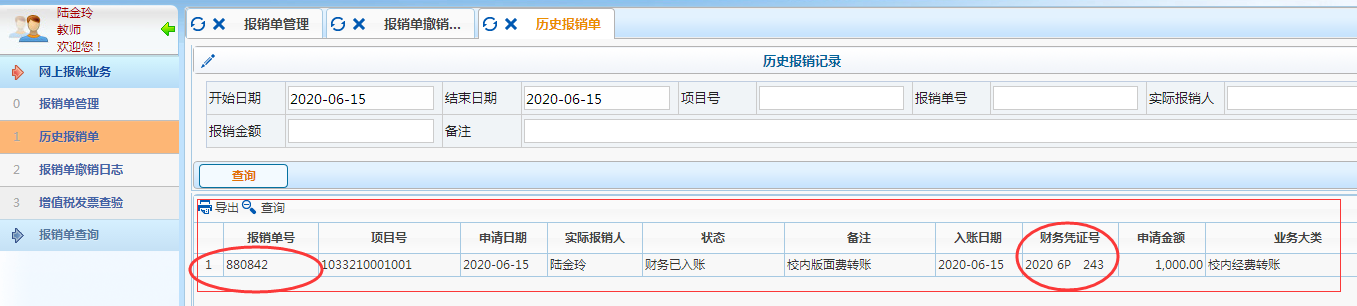 陆金玲
教师
欢迎您！
网上报帐业务
0 报销单管理
1 历史报销单
2 报销单撤销日志
3 增值税发票查验
报销单查询
报销单管理 报销单撤销... 历史报销单
历史报销记录
开始日期 2020-06-15 结束日期 2020-06-15 项目号 报销单号 实际报销人
报销金额 备注
查询
导出 查询
报销单号 项目号 申请日期 实际报销人 状态 备注 入账日期 财务凭证号 申请金额 业务大类
1 880842 1033210001001 2020-06-15 陆金玲 财务已入账 校内版面费转账 2020-06-15 2020 6P 243 1,000.00 校内经费转账